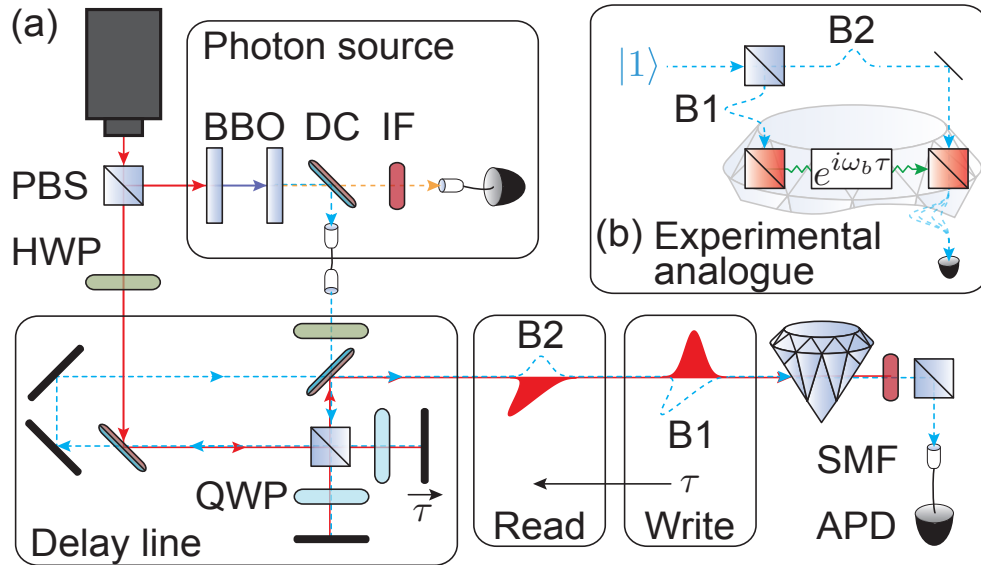 (a)
Photon source
BBO DC IF
PBS
HWP
B2
|1⟩
B1
e^{iω_b τ}
(b) Experimental
analogue
B2
B1
QWP
τ
τ
Delay line
Read
Write
SMF
APD